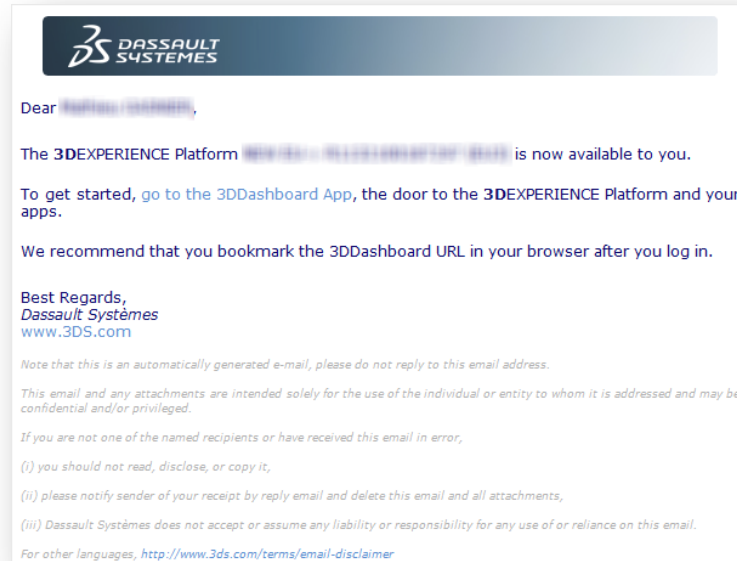 DASSAULT
SYSTEMES
Dear ,
The 3DEXPERIENCE Platform is now available to you.
To get started, go to the 3DDashboard App, the door to the 3DEXPERIENCE Platform and your
apps.
We recommend that you bookmark the 3DDashboard URL in your browser after you log in.
Best Regards,
Dassault Systèmes
www.3DS.com
Note that this is an automatically generated e-mail, please do not reply to this email address.
This email and any attachments are intended solely for the use of the individual or entity to whom it is addressed and may be
confidential and/or privileged.
If you are not one of the named recipients or have received this email in error,
(i) you should not read, disclose, or copy it,
(ii) please notify sender of your receipt by reply email and delete this email and all attachments,
(iii) Dassault Systèmes does not accept or assume any liability or responsibility for any use of or reliance on this email.
For other languages, http://www.3ds.com/terms/email-disclaimer